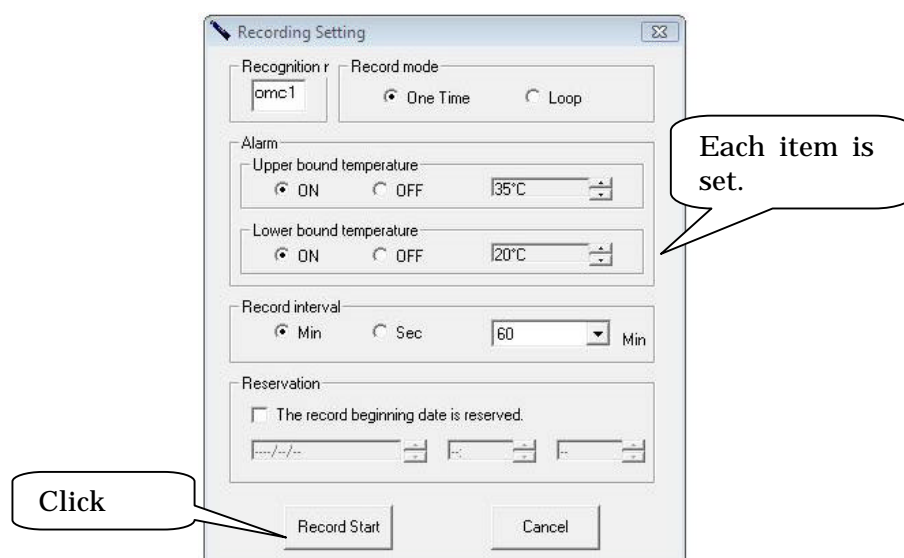 Recording Setting
Recognition r Record mode
omc1 One Time Loop
Alarm
Upper bound temperature
ON OFF 35°C
Lower bound temperature
ON OFF 20°C
Each item is
set.
Record interval
Min Sec 60 Min
Reservation
The record beginning date is reserved.
----/--/-- --: --
Click
Record Start Cancel